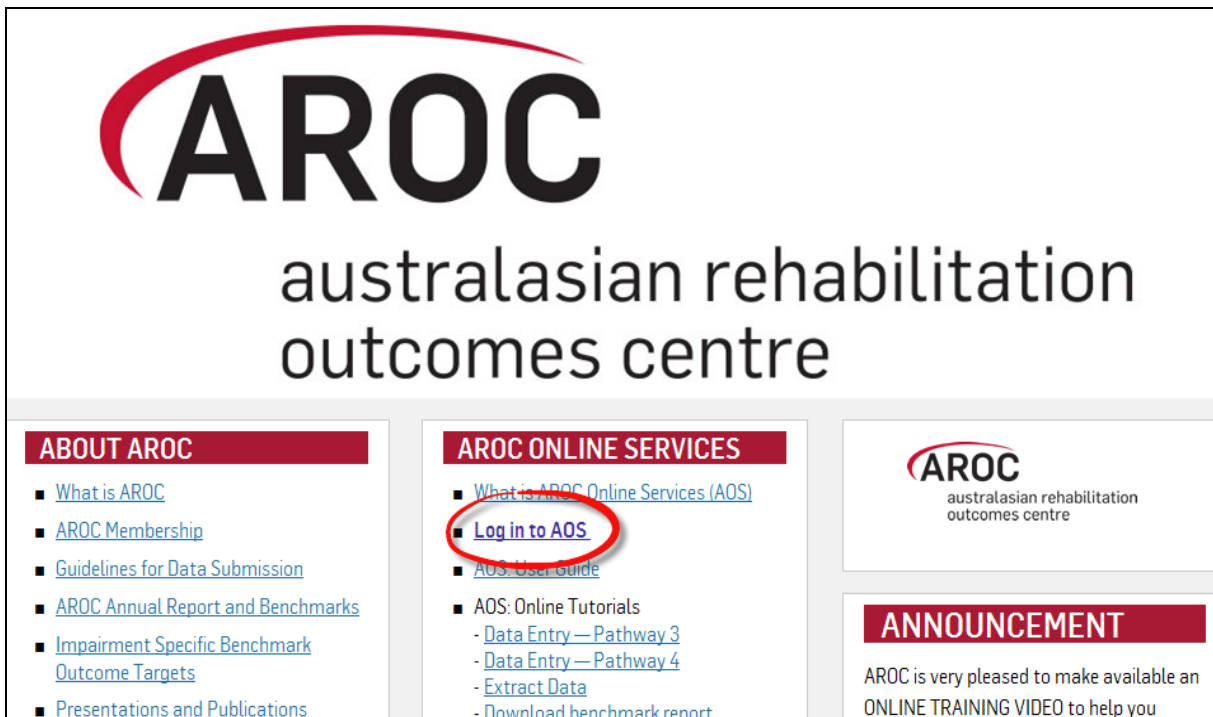 AROC
australasian rehabilitation
outcomes centre
ABOUT AROC
What is AROC
AROC Membership
Guidelines for Data Submission
AROC Annual Report and Benchmarks
Impairment Specific Benchmark
Outcome Targets
Presentations and Publications
AROC ONLINE SERVICES
What is AROC Online Services (AOS)
Log in to AOS
AOS: User Guide
AOS: Online Tutorials
- Data Entry — Pathway 3
- Data Entry — Pathway 4
- Extract Data
- Download benchmark report
AROC
australasian rehabilitation
outcomes centre
ANNOUNCEMENT
AROC is very pleased to make available an
ONLINE TRAINING VIDEO to help you